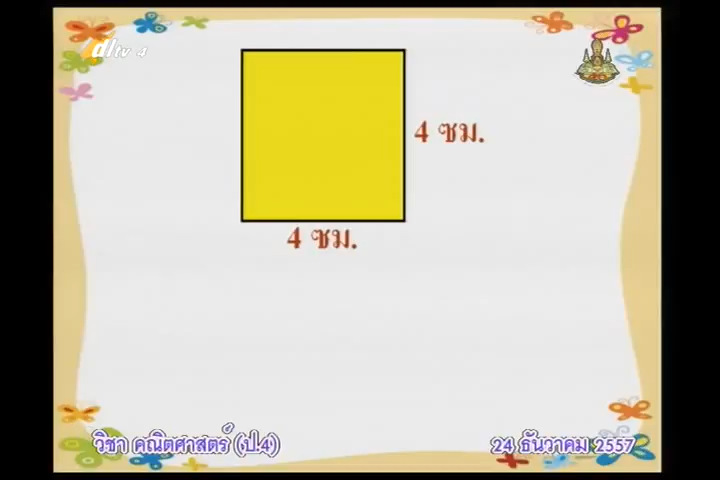 dltv 4
4 ซม.
4 ซม.
วิชา คณิตศาสตร์ (ป.4)
24 ธันวาคม 2557